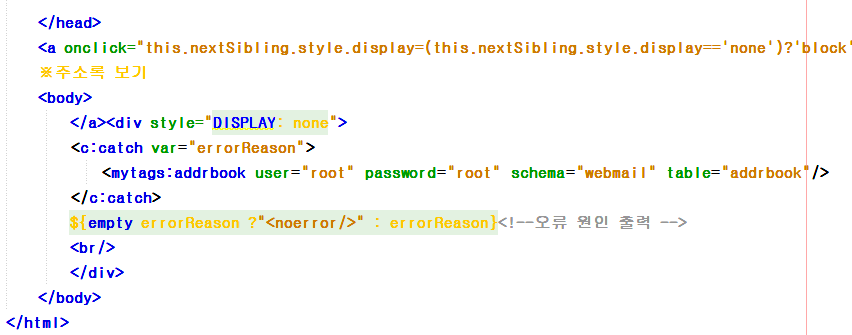 </head>
<a onclick="this.nextSibling.style.display=(this.nextSibling.style.display=='none')?'block'
※주소록 보기
<body>
</a><div style="DISPLAY: none">
<c:catch var="errorReason">
<mytags:addrbook user="root" password="root" schema="webmail" table="addrbook"/>
</c:catch>
${empty errorReason ?"<noerror/>" : errorReason}<!--오류 원인 출력 -->
<br/>
</div>
</body>
</html>